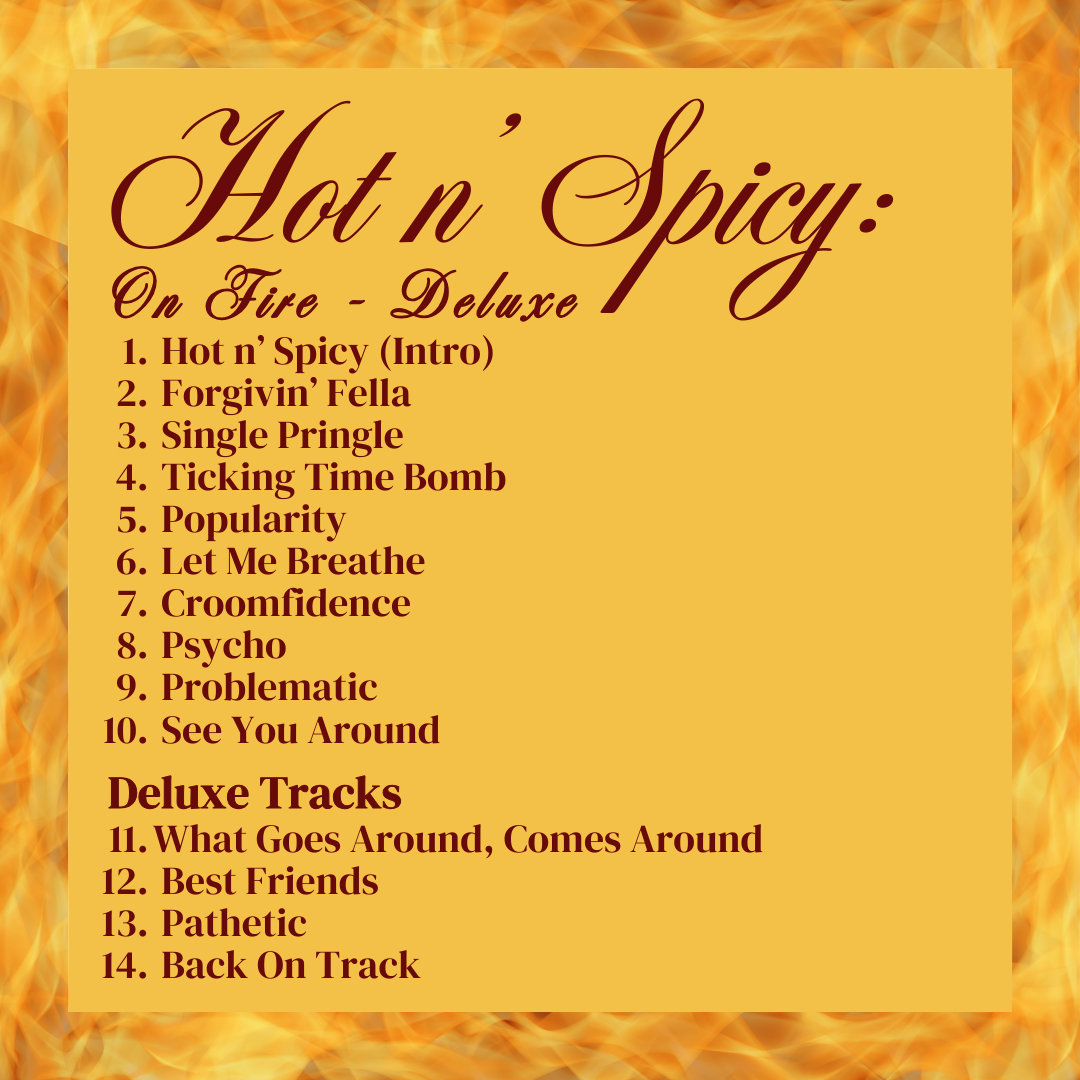 Hot n’ Spicy:
On Fire - Deluxe
1. Hot n’ Spicy (Intro)
2. Forgivin’ Fella
3. Single Pringle
4. Ticking Time Bomb
5. Popularity
6. Let Me Breathe
7. Croomfidence
8. Psycho
9. Problematic
10. See You Around
Deluxe Tracks
11. What Goes Around, Comes Around
12. Best Friends
13. Pathetic
14. Back On Track